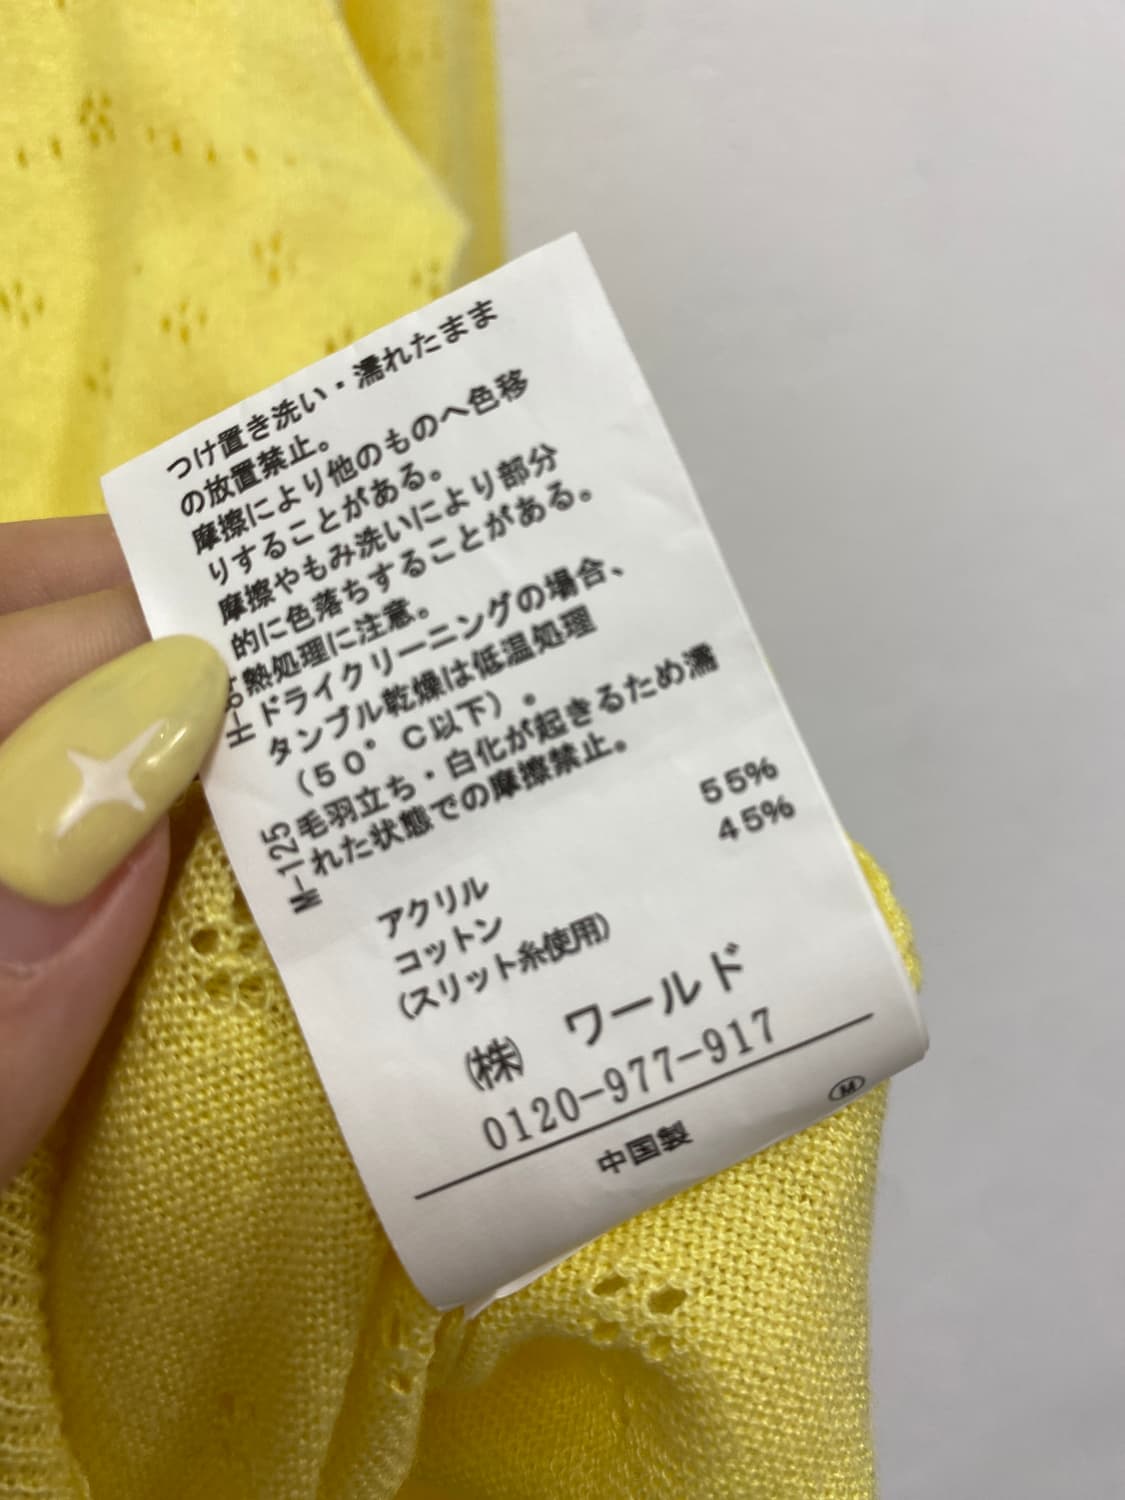 つけ置き洗い・濡れたまま
の放置禁止。
摩擦により他のものへ色移
りすることがある。
摩擦やもみ洗いにより部分
的に色落ちすることがある。
熱処理に注意。
ドライクリーニングの場合、
タンブル乾燥は低温処理
（50°C以下）。
毛羽立ち・白化が起きるため濡
れた状態での摩擦禁止。
M-125
アクリル 55%
コットン 45%
(スリット糸使用)
㈱ ワールド
0120-977-917
Ⓜ
中国製